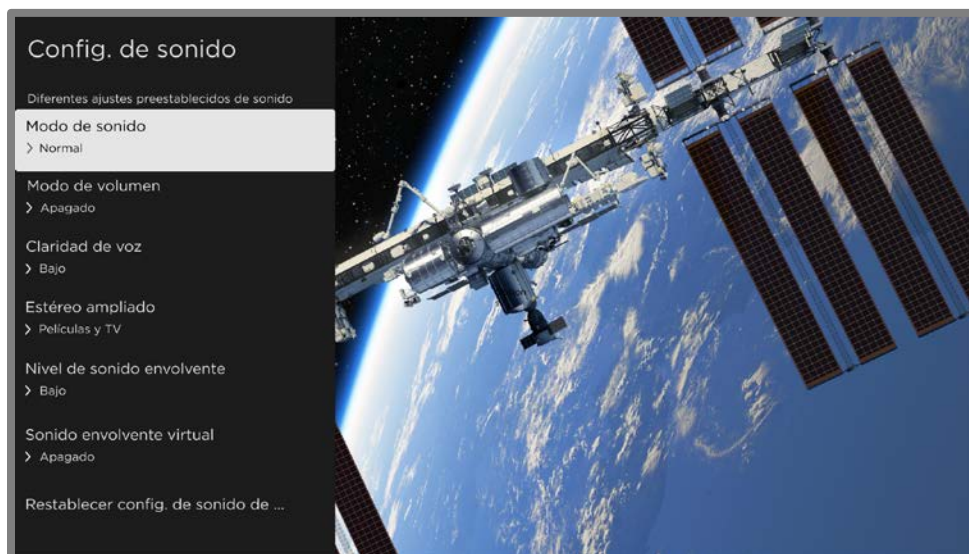 Config. de sonido
Diferentes ajustes preestablecidos de sonido
Modo de sonido
> Normal
Modo de volumen
> Apagado
Claridad de voz
> Bajo
Estéreo ampliado
> Películas y TV
Nivel de sonido envolvente
> Bajo
Sonido envolvente virtual
> Apagado
Restablecer config. de sonido de ...